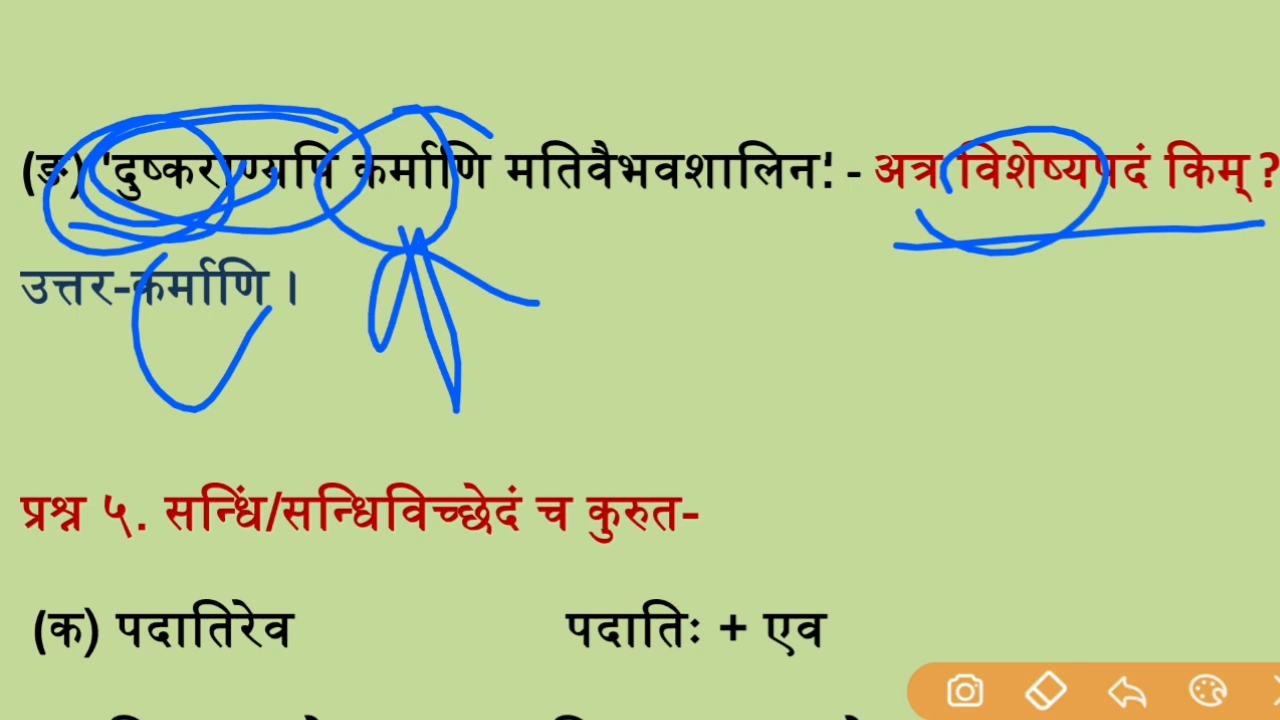 (ङ) 'दुष्कराण्यपि कर्माणि मतिवैभवशालिनः' - अत्र विशेष्यपदं किम् ?
उत्तर-कर्माणि ।
प्रश्न ५. सन्धिं/सन्धिविच्छेदं च कुरुत-
(क) पदातिरेव पदातिः + एव